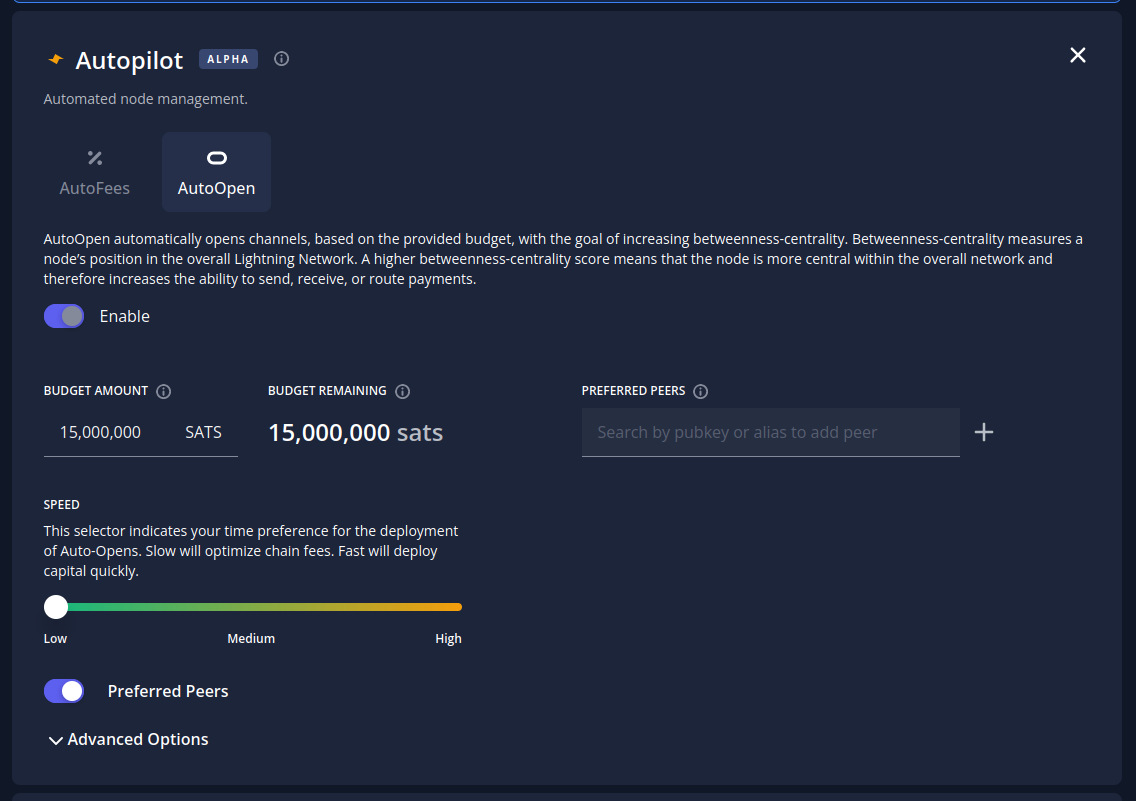 Autopilot ALPHA
Automated node management.
AutoFees AutoOpen
AutoOpen automatically opens channels, based on the provided budget, with the goal of increasing betweenness-centrality. Betweenness-centrality measures a
node's position in the overall Lightning Network. A higher betweenness-centrality score means that the node is more central within the overall network and
therefore increases the ability to send, receive, or route payments.
Enable
BUDGET AMOUNT BUDGET REMAINING PREFERRED PEERS
15,000,000 SATS 15,000,000 sats Search by pubkey or alias to add peer
SPEED
This selector indicates your time preference for the deployment
of Auto-Opens. Slow will optimize chain fees. Fast will deploy
capital quickly.
Low Medium High
Preferred Peers
Advanced Options